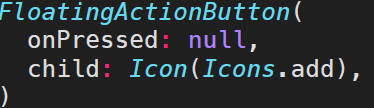 FloatingActionButton(
  onPressed: null,
  child: Icon(Icons.add),
)